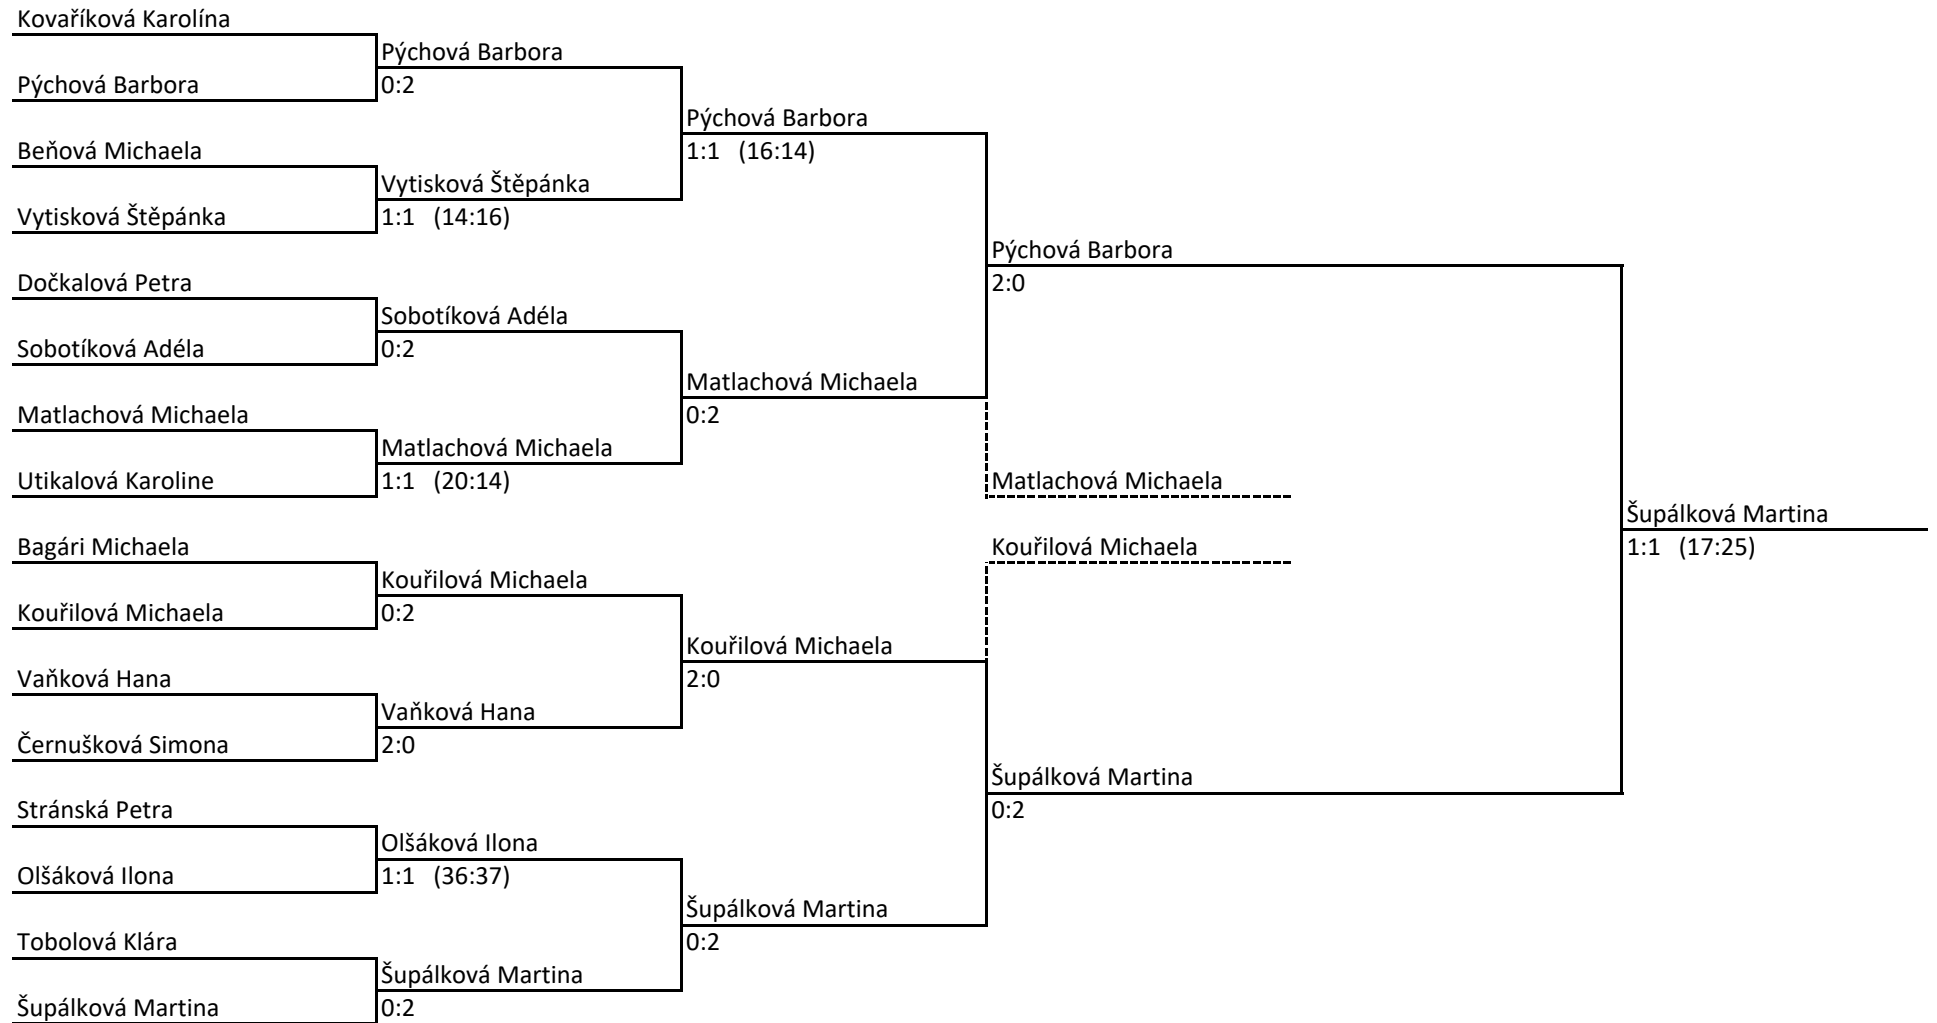 Kovaříková Karolína
Pýchová Barbora
Pýchová Barbora
0:2
Pýchová Barbora
Beňová Michaela
1:1 (16:14)
Vytisková Štěpánka
Vytisková Štěpánka
1:1 (14:16)
Pýchová Barbora
Dočkalová Petra
2:0
Sobotíková Adéla
Sobotíková Adéla
0:2
Matlachová Michaela
Matlachová Michaela
0:2
Matlachová Michaela
Utikalová Karoline
1:1 (20:14)
Matlachová Michaela
Šupálková Martina
Bagári Michaela
Kouřilová Michaela
1:1 (17:25)
Kouřilová Michaela
Kouřilová Michaela
0:2
Kouřilová Michaela
Vaňková Hana
2:0
Vaňková Hana
Černušková Simona
2:0
Šupálková Martina
Stránská Petra
0:2
Olšáková Ilona
Olšáková Ilona
1:1 (36:37)
Šupálková Martina
Tobolová Klára
0:2
Šupálková Martina
Šupálková Martina
0:2